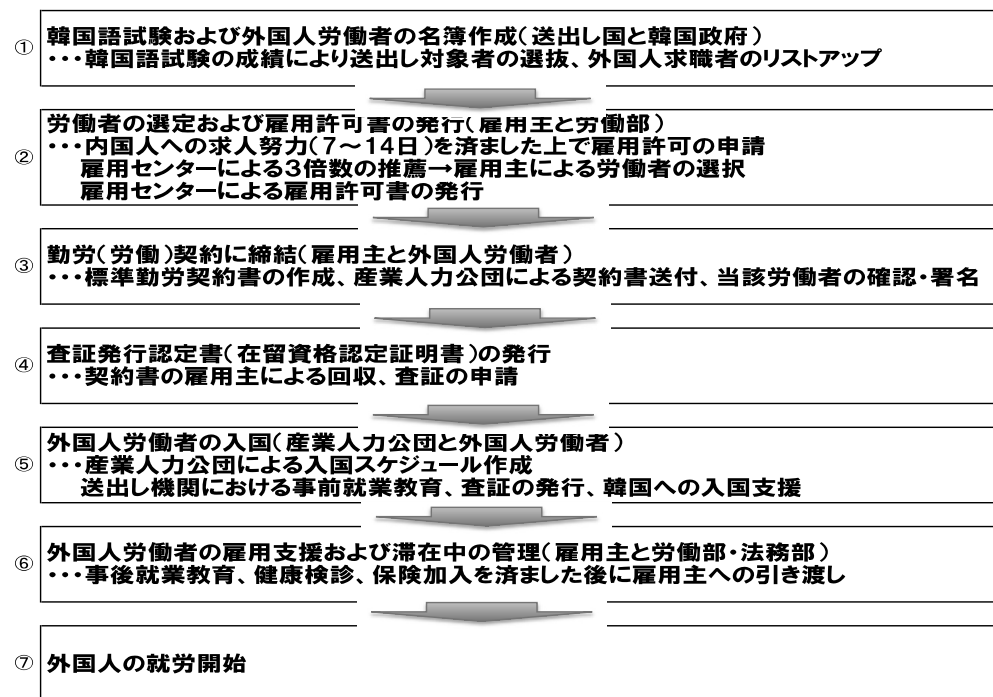 ① 韓国語試験および外国人労働者の名簿作成（送出し国と韓国政府）
・・・韓国語試験の成績により送出し対象者の選抜、外国人求職者のリストアップ
② 労働者の選定および雇用許可書の発行（雇用主と労働部）
・・・内国人への求人努力（7～14日）を済ました上で雇用許可の申請
雇用センターによる3倍数の推薦→雇用主による労働者の選択
雇用センターによる雇用許可書の発行
③ 勤労（労働）契約に締結（雇用主と外国人労働者）
・・・標準勤労契約書の作成、産業人力公団による契約書送付、当該労働者の確認・署名
④ 査証発行認定書（在留資格認定証明書）の発行
・・・契約書の雇用主による回収、査証の申請
⑤ 外国人労働者の入国（産業人力公団と外国人労働者）
・・・産業人力公団による入国スケジュール作成
送出し機関における事前就業教育、査証の発行、韓国への入国支援
⑥ 外国人労働者の雇用支援および滞在中の管理（雇用主と労働部・法務部）
・・・事後就業教育、健康検診、保険加入を済ました後に雇用主への引き渡し
⑦ 外国人の就労開始